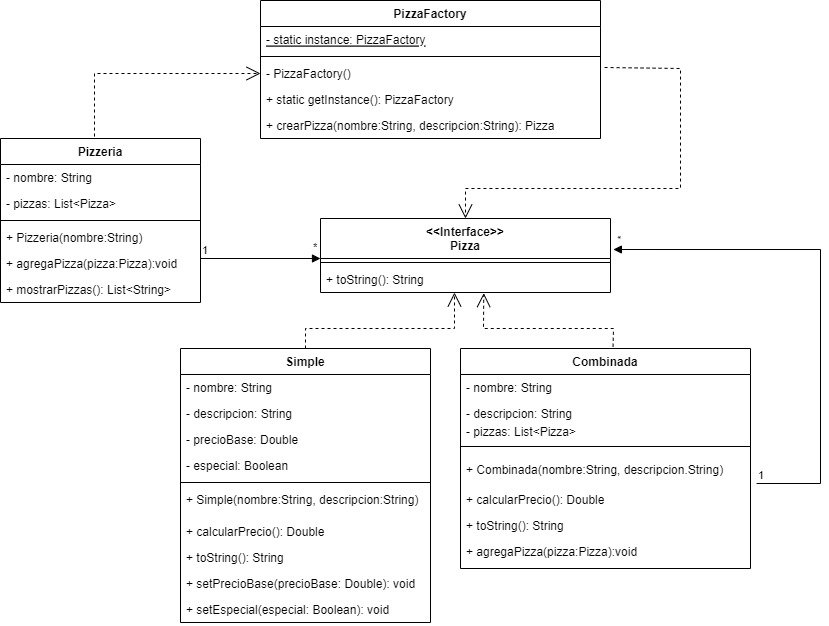 PizzaFactory
- static instance: PizzaFactory
- PizzaFactory()
+ static getInstance(): PizzaFactory
+ crearPizza(nombre:String, descripcion:String): Pizza
Pizzeria
- nombre: String
- pizzas: List<Pizza>
+ Pizzeria(nombre:String)
+ agregaPizza(pizza:Pizza):void
+ mostrarPizzas(): List<String>
1
*
<<Interface>>
Pizza
+ toString(): String
*
Simple
- nombre: String
- descripcion: String
- precioBase: Double
- especial: Boolean
+ Simple(nombre:String, descripcion:String)
+ calcularPrecio(): Double
+ toString(): String
+ setPrecioBase(precioBase: Double): void
+ setEspecial(especial: Boolean): void
Combinada
- nombre: String
- descripcion: String
- pizzas: List<Pizza>
+ Combinada(nombre:String, descripcion.String)
+ calcularPrecio(): Double
+ toString(): String
+ agregaPizza(pizza:Pizza):void
1